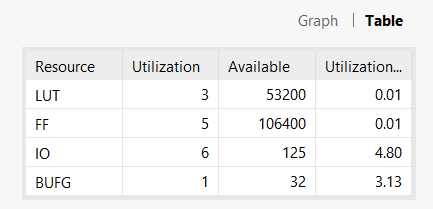 Graph | Table
Resource Utilization Available Utilization...
LUT 3 53200 0.01
FF 5 106400 0.01
IO 6 125 4.80
BUFG 1 32 3.13